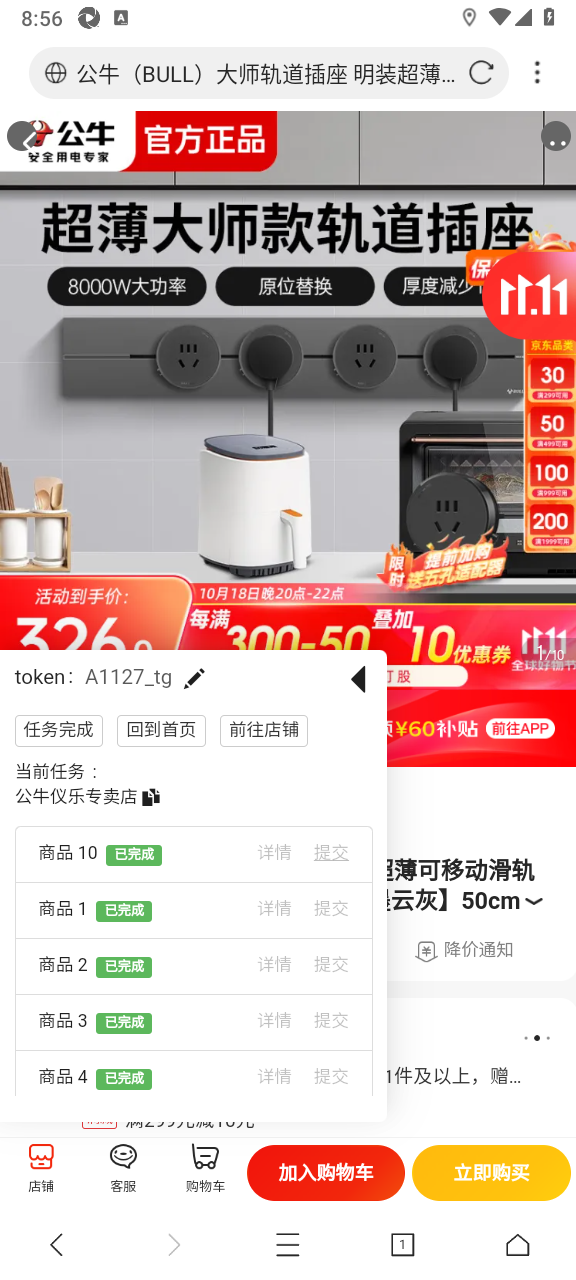 8:56
公牛（BULL）大师轨道插座 明装超薄...
公牛
安全用电专家
官方正品
超薄大师款轨道插座
8000W大功率
原位替换
厚度减少
11.11
京东品类
30
满299可用
50
满499可用
100
满999可用
200
满1999可用
限时
提前加购
送五孔适配器
活动到手价：
10月18日晚20点-22点
每满
300-50
叠加
10优惠券
全球好物节
1/10
¥60补贴
前往APP
token：A1127_tg
任务完成
回到首页
前往店铺
当前任务：
公牛仪乐专卖店
商品 10 已完成 详情 提交
商品 1 已完成 详情 提交
商品 2 已完成 详情 提交
商品 3 已完成 详情 提交
商品 4 已完成 详情 提交
超薄可移动滑轨
云灰】50cm
降价通知
1件及以上，赠...
店铺
客服
购物车
加入购物车
立即购买
1